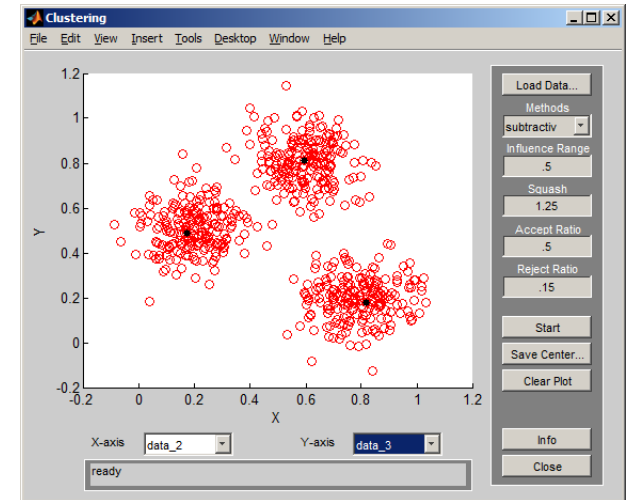 Clustering
File Edit View Insert Tools Desktop Window Help
1.2
1
0.8
0.6
0.4
0.2
0
-0.2
Y
-0.2 0 0.2 0.4 0.6 0.8 1 1.2
X
X-axis data_2 Y-axis data_3
ready
Load Data...
Methods
subtractiv
Influence Range
.5
Squash
1.25
Accept Ratio
.5
Reject Ratio
.15
Start
Save Center...
Clear Plot
Info
Close